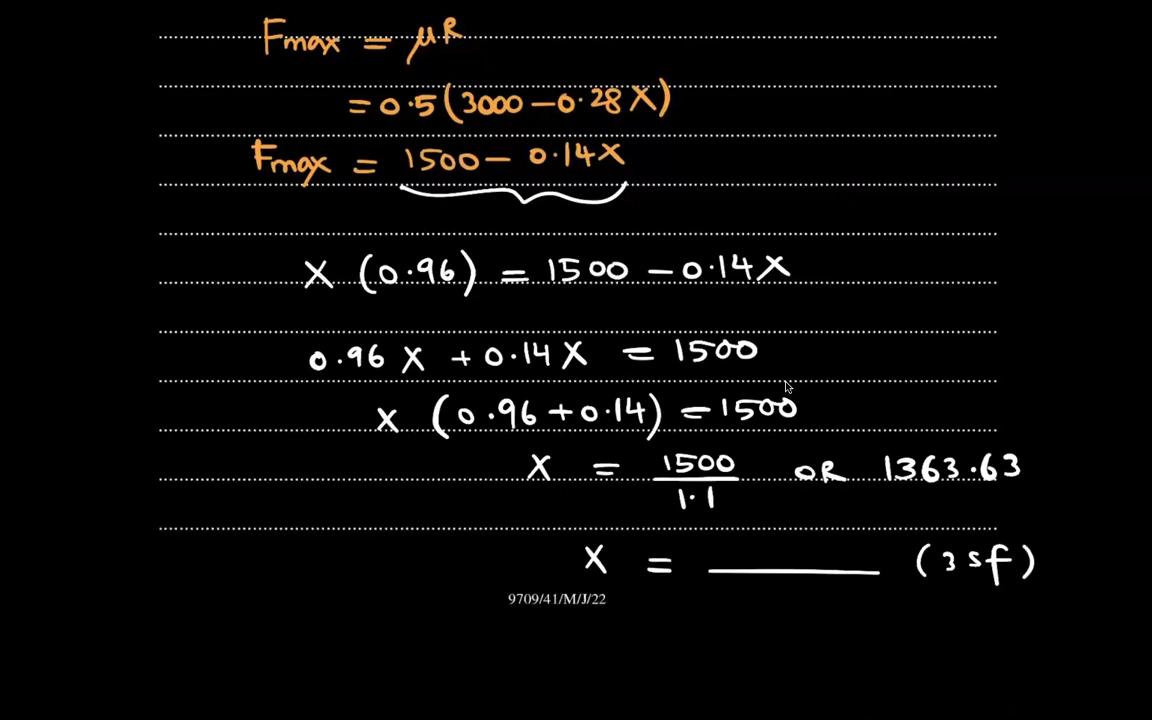 Fmax = μR
= 0.5(3000 – 0.28X)
Fmax = 1500 – 0.14X
X (0.96) = 1500 – 0.14X
0.96 X + 0.14X = 1500
X (0.96 + 0.14) = 1500
X = 1500/1.1 OR 1363.63
X = ______ (3sf)
9709/41/M/J/22